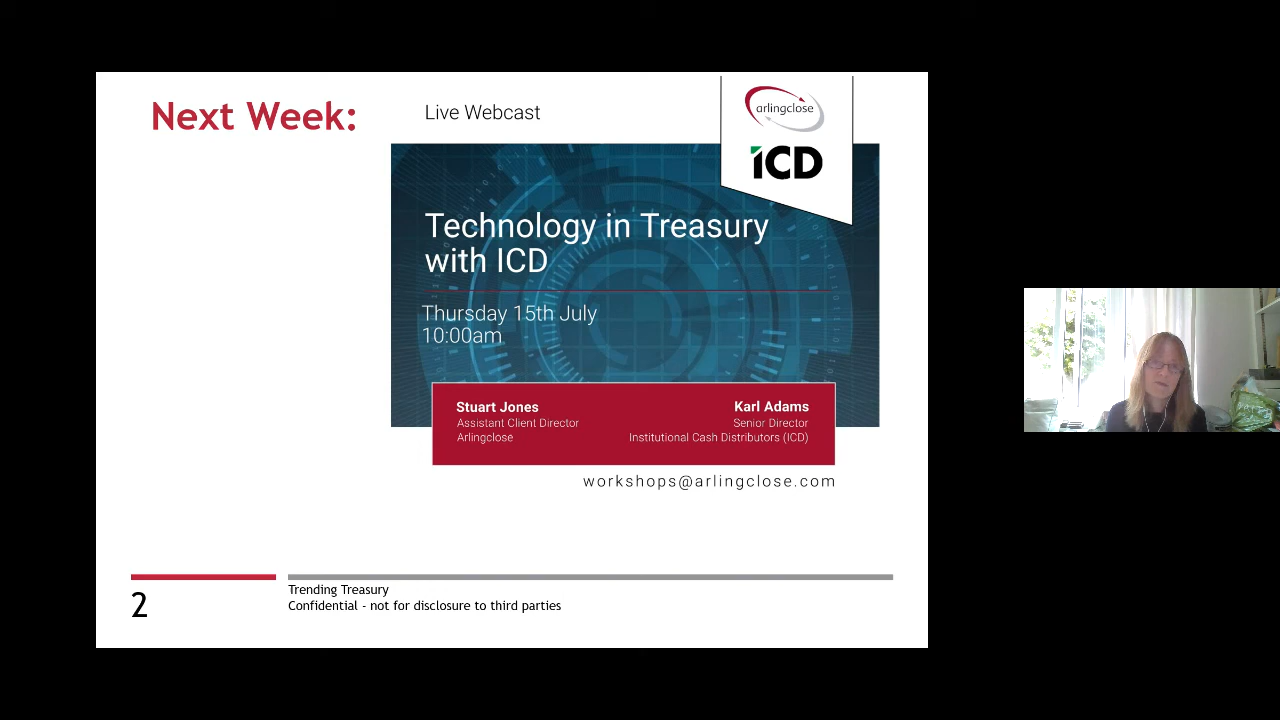 Next Week:
Live Webcast
arlingclose
iCD
Technology in Treasury
with ICD
Thursday 15th July
10:00am
Stuart Jones
Assistant Client Director
Arlingclose
Karl Adams
Senior Director
Institutional Cash Distributors (ICD)
workshops@arlingclose.com
Trending Treasury
Confidential - not for disclosure to third parties
2